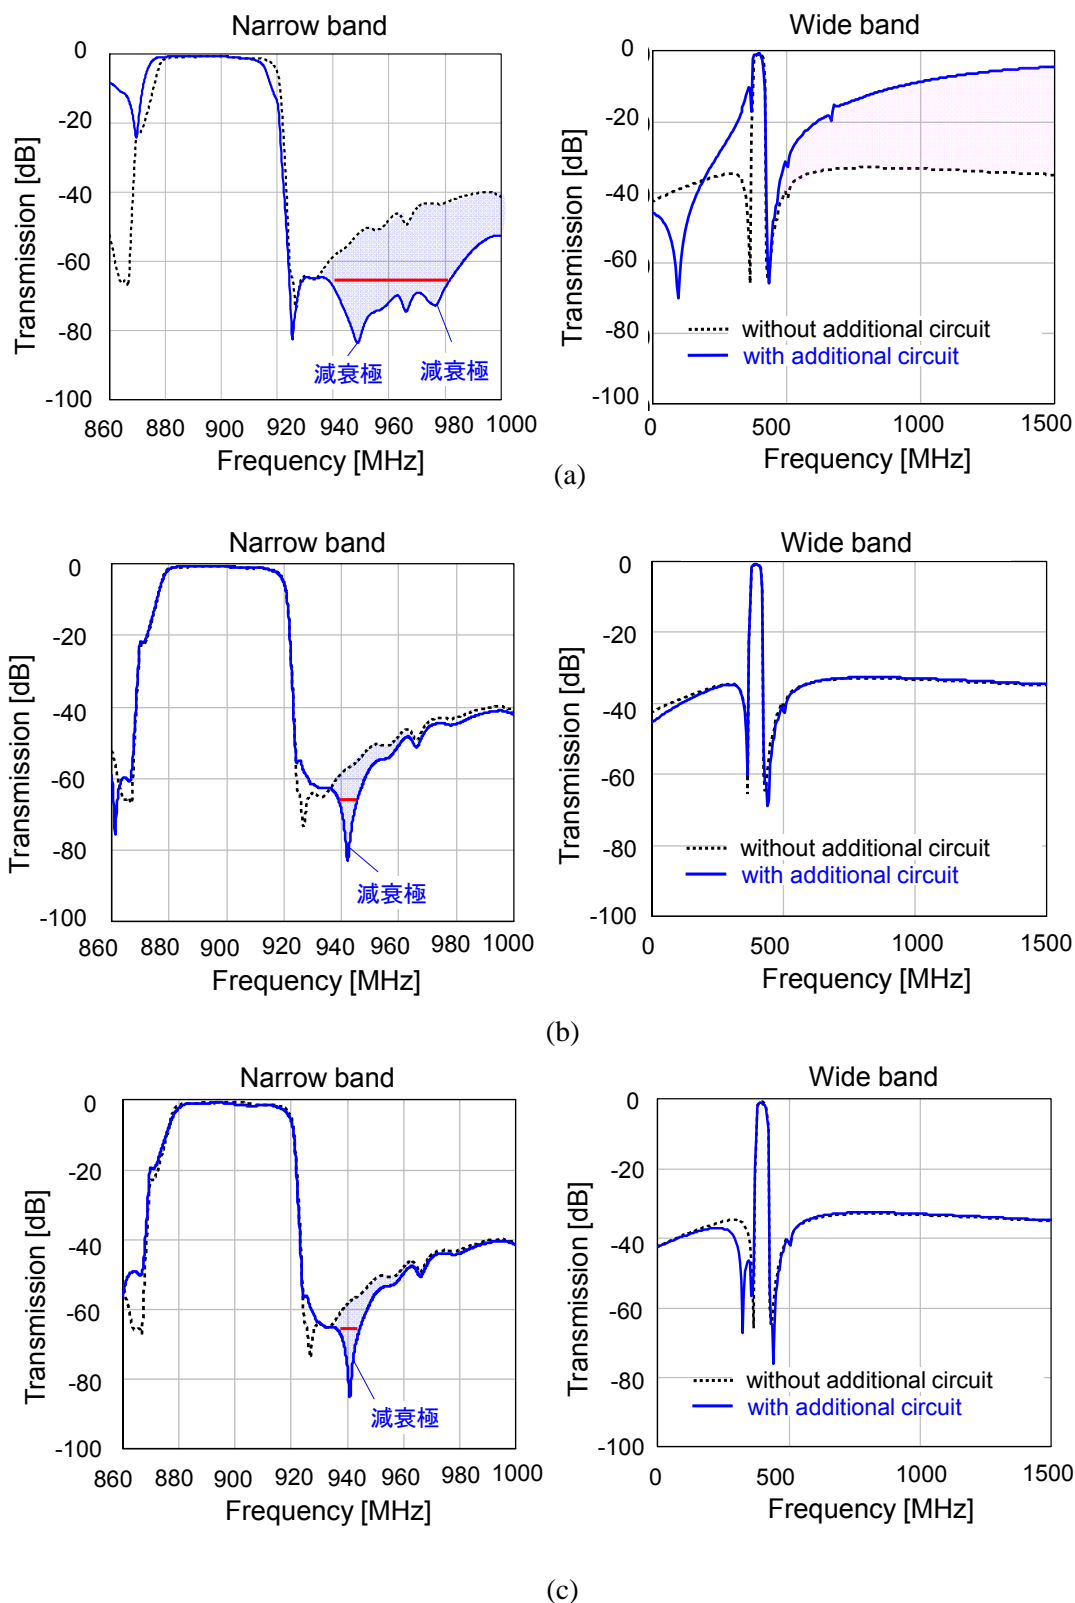 Narrow band
0
-20
-40
-60
-80
-100
Transmission [dB]
減衰極
減衰極
860 880 900 920 940 960 980 1000
Frequency [MHz]
Wide band
0
-20
-40
-60
-80
-100
Transmission [dB]
without additional circuit
with additional circuit
0 500 1000 1500
Frequency [MHz]
(a)
Narrow band
0
-20
-40
-60
-80
-100
Transmission [dB]
減衰極
860 880 900 920 940 960 980 1000
Frequency [MHz]
Wide band
0
-20
-40
-60
-80
-100
Transmission [dB]
without additional circuit
with additional circuit
0 500 1000 1500
Frequency [MHz]
(b)
Narrow band
0
-20
-40
-60
-80
-100
Transmission [dB]
減衰極
860 880 900 920 940 960 980 1000
Frequency [MHz]
Wide band
0
-20
-40
-60
-80
-100
Transmission [dB]
without additional circuit
with additional circuit
0 500 1000 1500
Frequency [MHz]
(c)